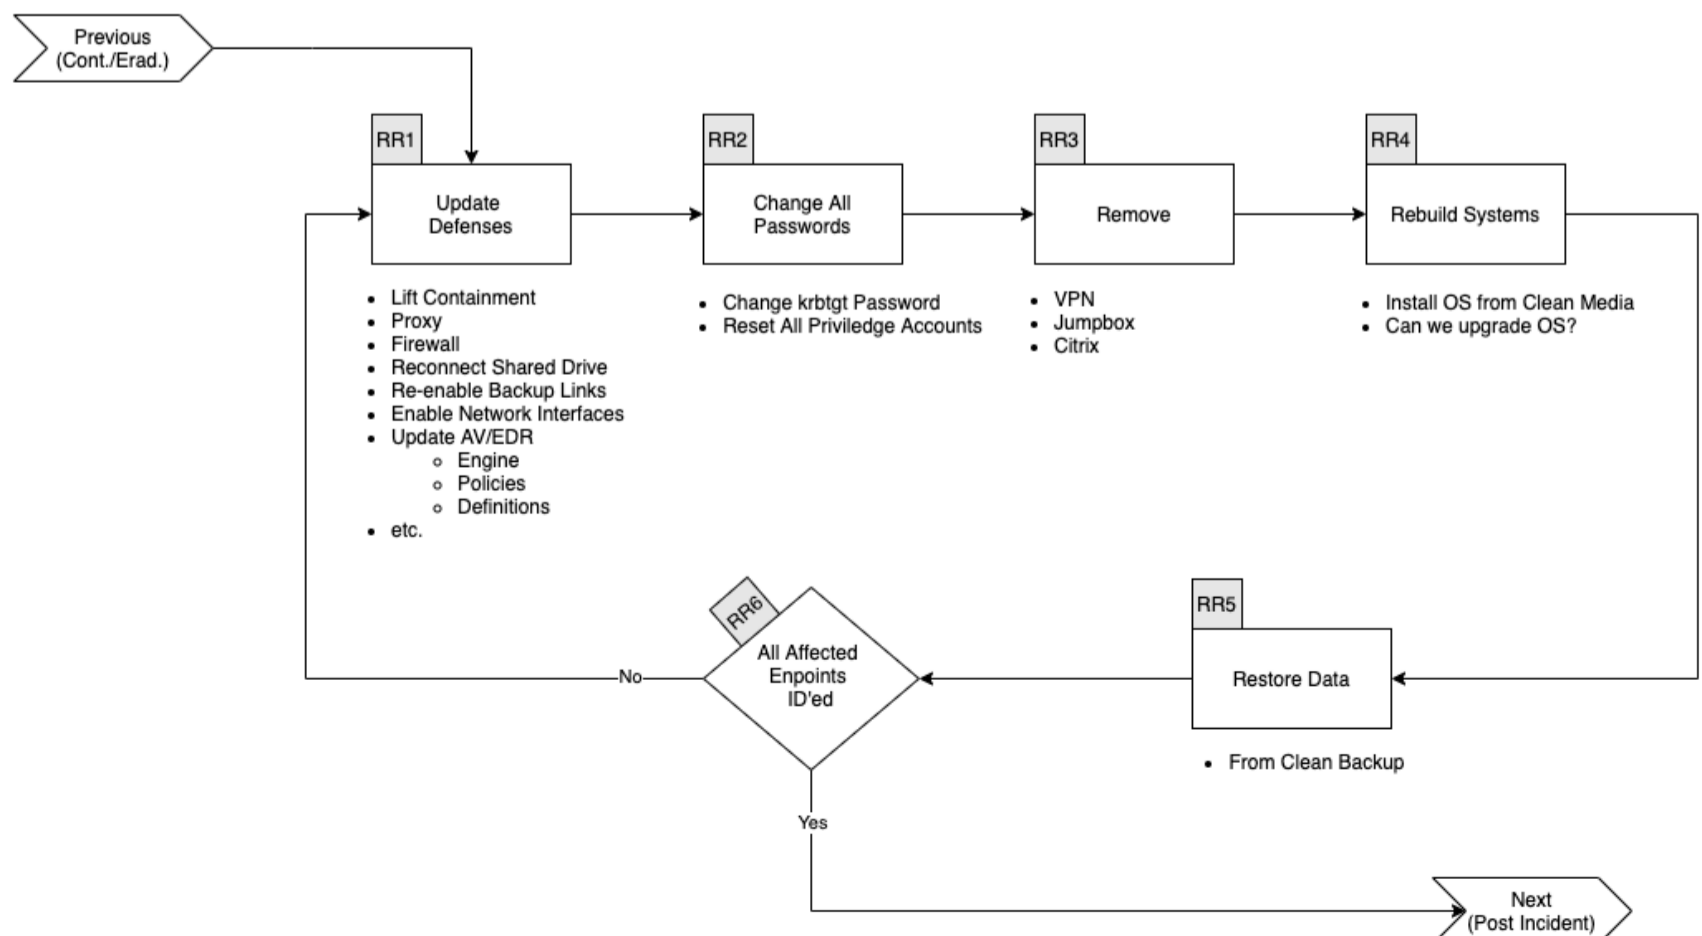 Previous
(Cont./Erad.)
RR1
Update
Defenses
• Lift Containment
• Proxy
• Firewall
• Reconnect Shared Drive
• Re-enable Backup Links
• Enable Network Interfaces
• Update AV/EDR
○ Engine
○ Policies
○ Definitions
• etc.
RR2
Change All
Passwords
• Change krbtgt Password
• Reset All Priviledge Accounts
RR3
Remove
• VPN
• Jumpbox
• Citrix
RR4
Rebuild Systems
• Install OS from Clean Media
• Can we upgrade OS?
RR5
Restore Data
• From Clean Backup
RR6
All Affected
Enpoints
ID'ed
No
Yes
Next
(Post Incident)